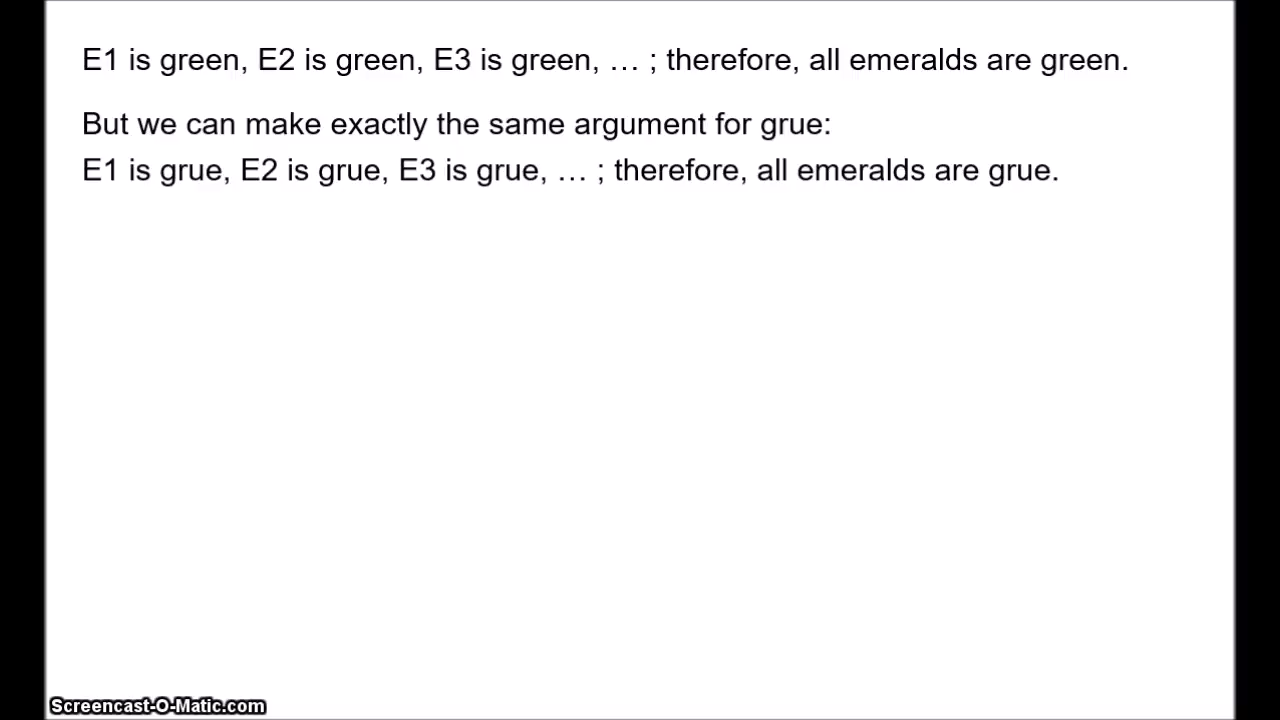 E1 is green, E2 is green, E3 is green, … ; therefore, all emeralds are green.
But we can make exactly the same argument for grue:
E1 is grue, E2 is grue, E3 is grue, … ; therefore, all emeralds are grue.
Screencast-O-Matic.com